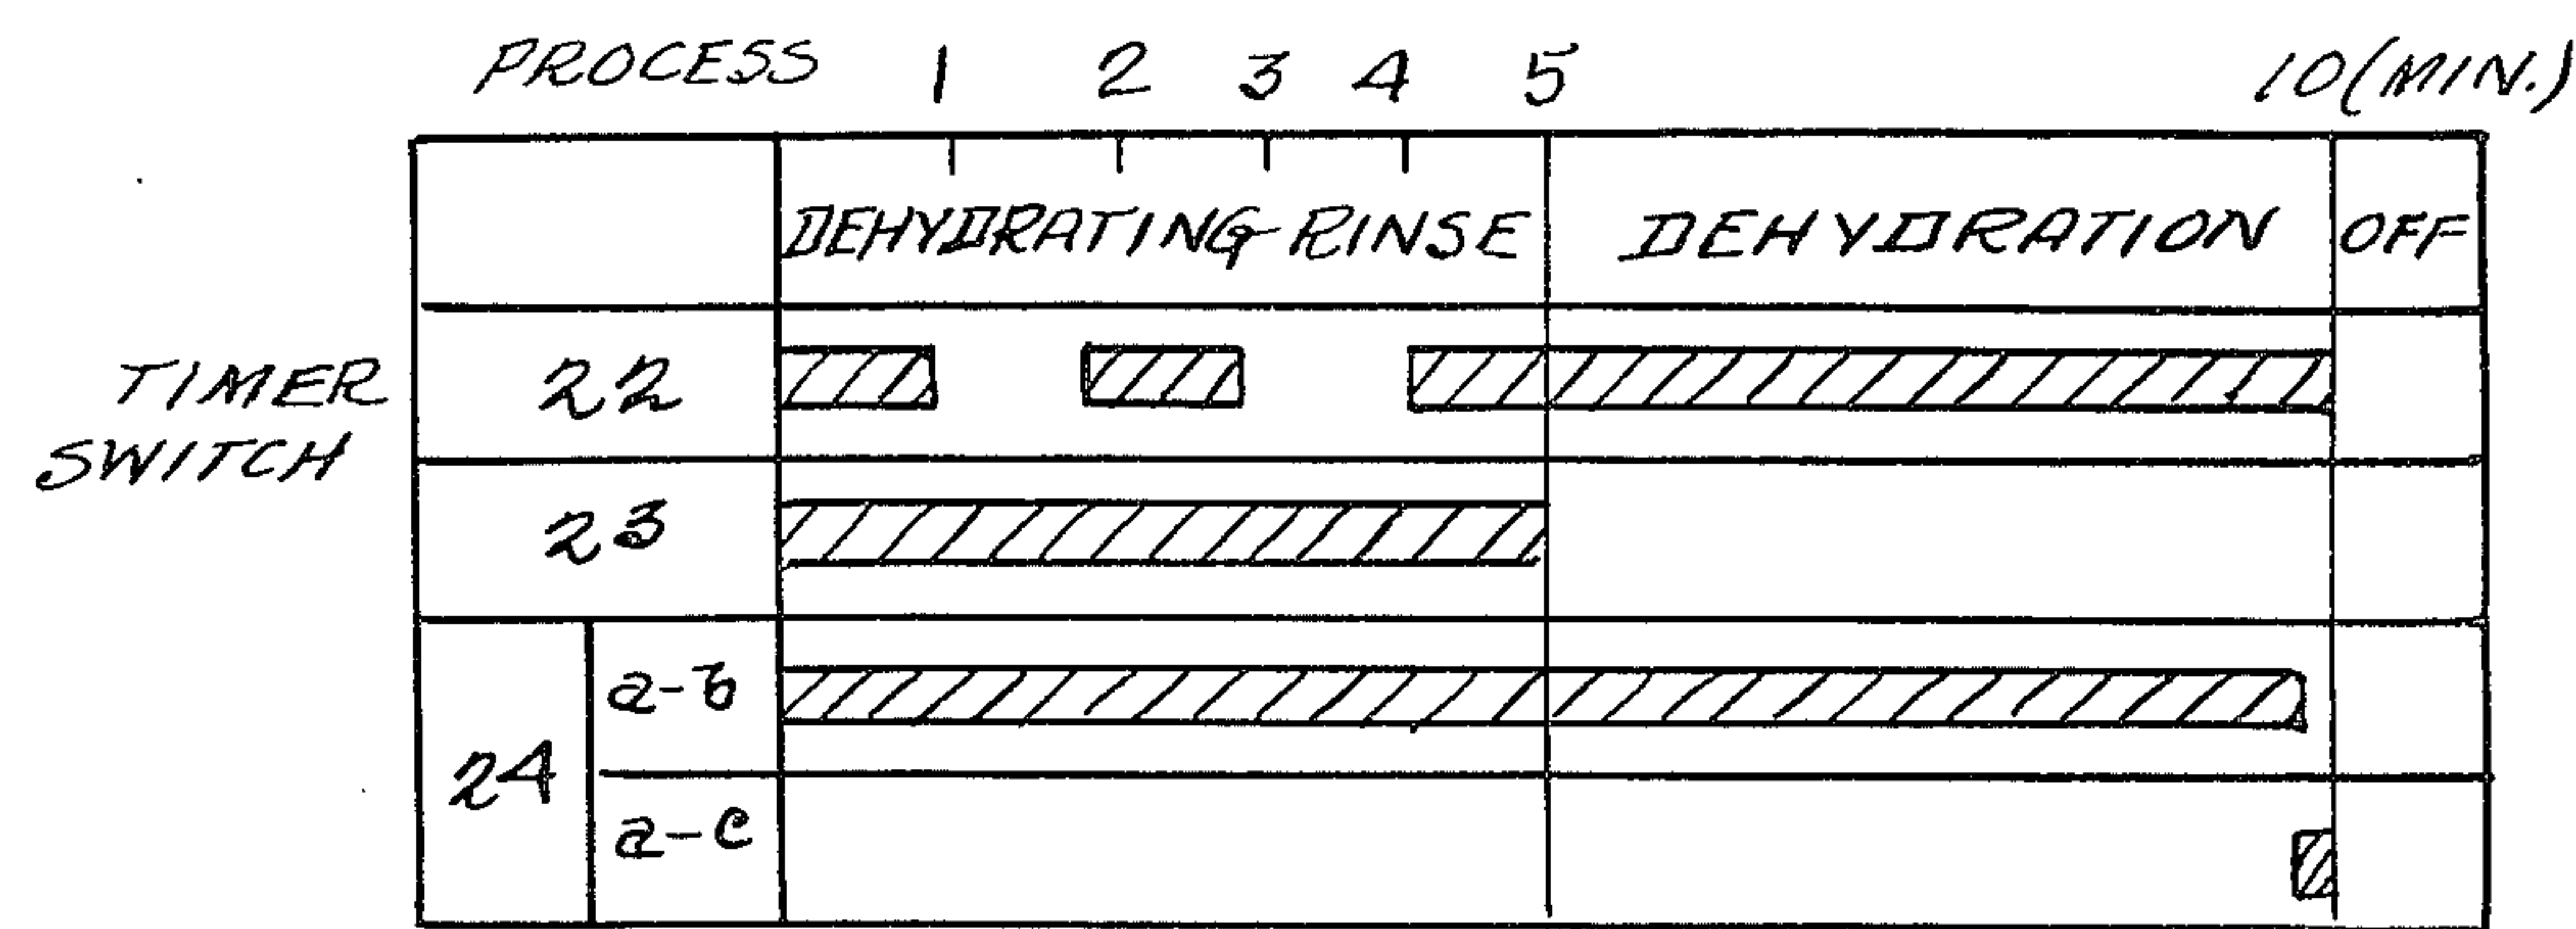 PROCESS 1 2 3 4 5 10 (MIN.)
DEHYDRATING RINSE DEHYDRATION OFF
TIMER SWITCH
22
23
24
a-b
a-c